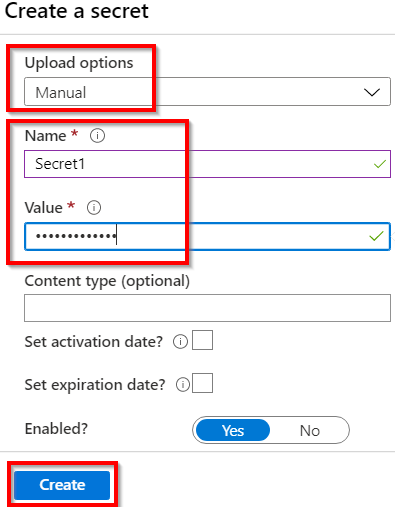 Create a secret
Upload options
Manual
Name *
Secret1
Value *
•••••••••••••
Content type (optional)
Set activation date?
Set expiration date?
Enabled? Yes No
Create